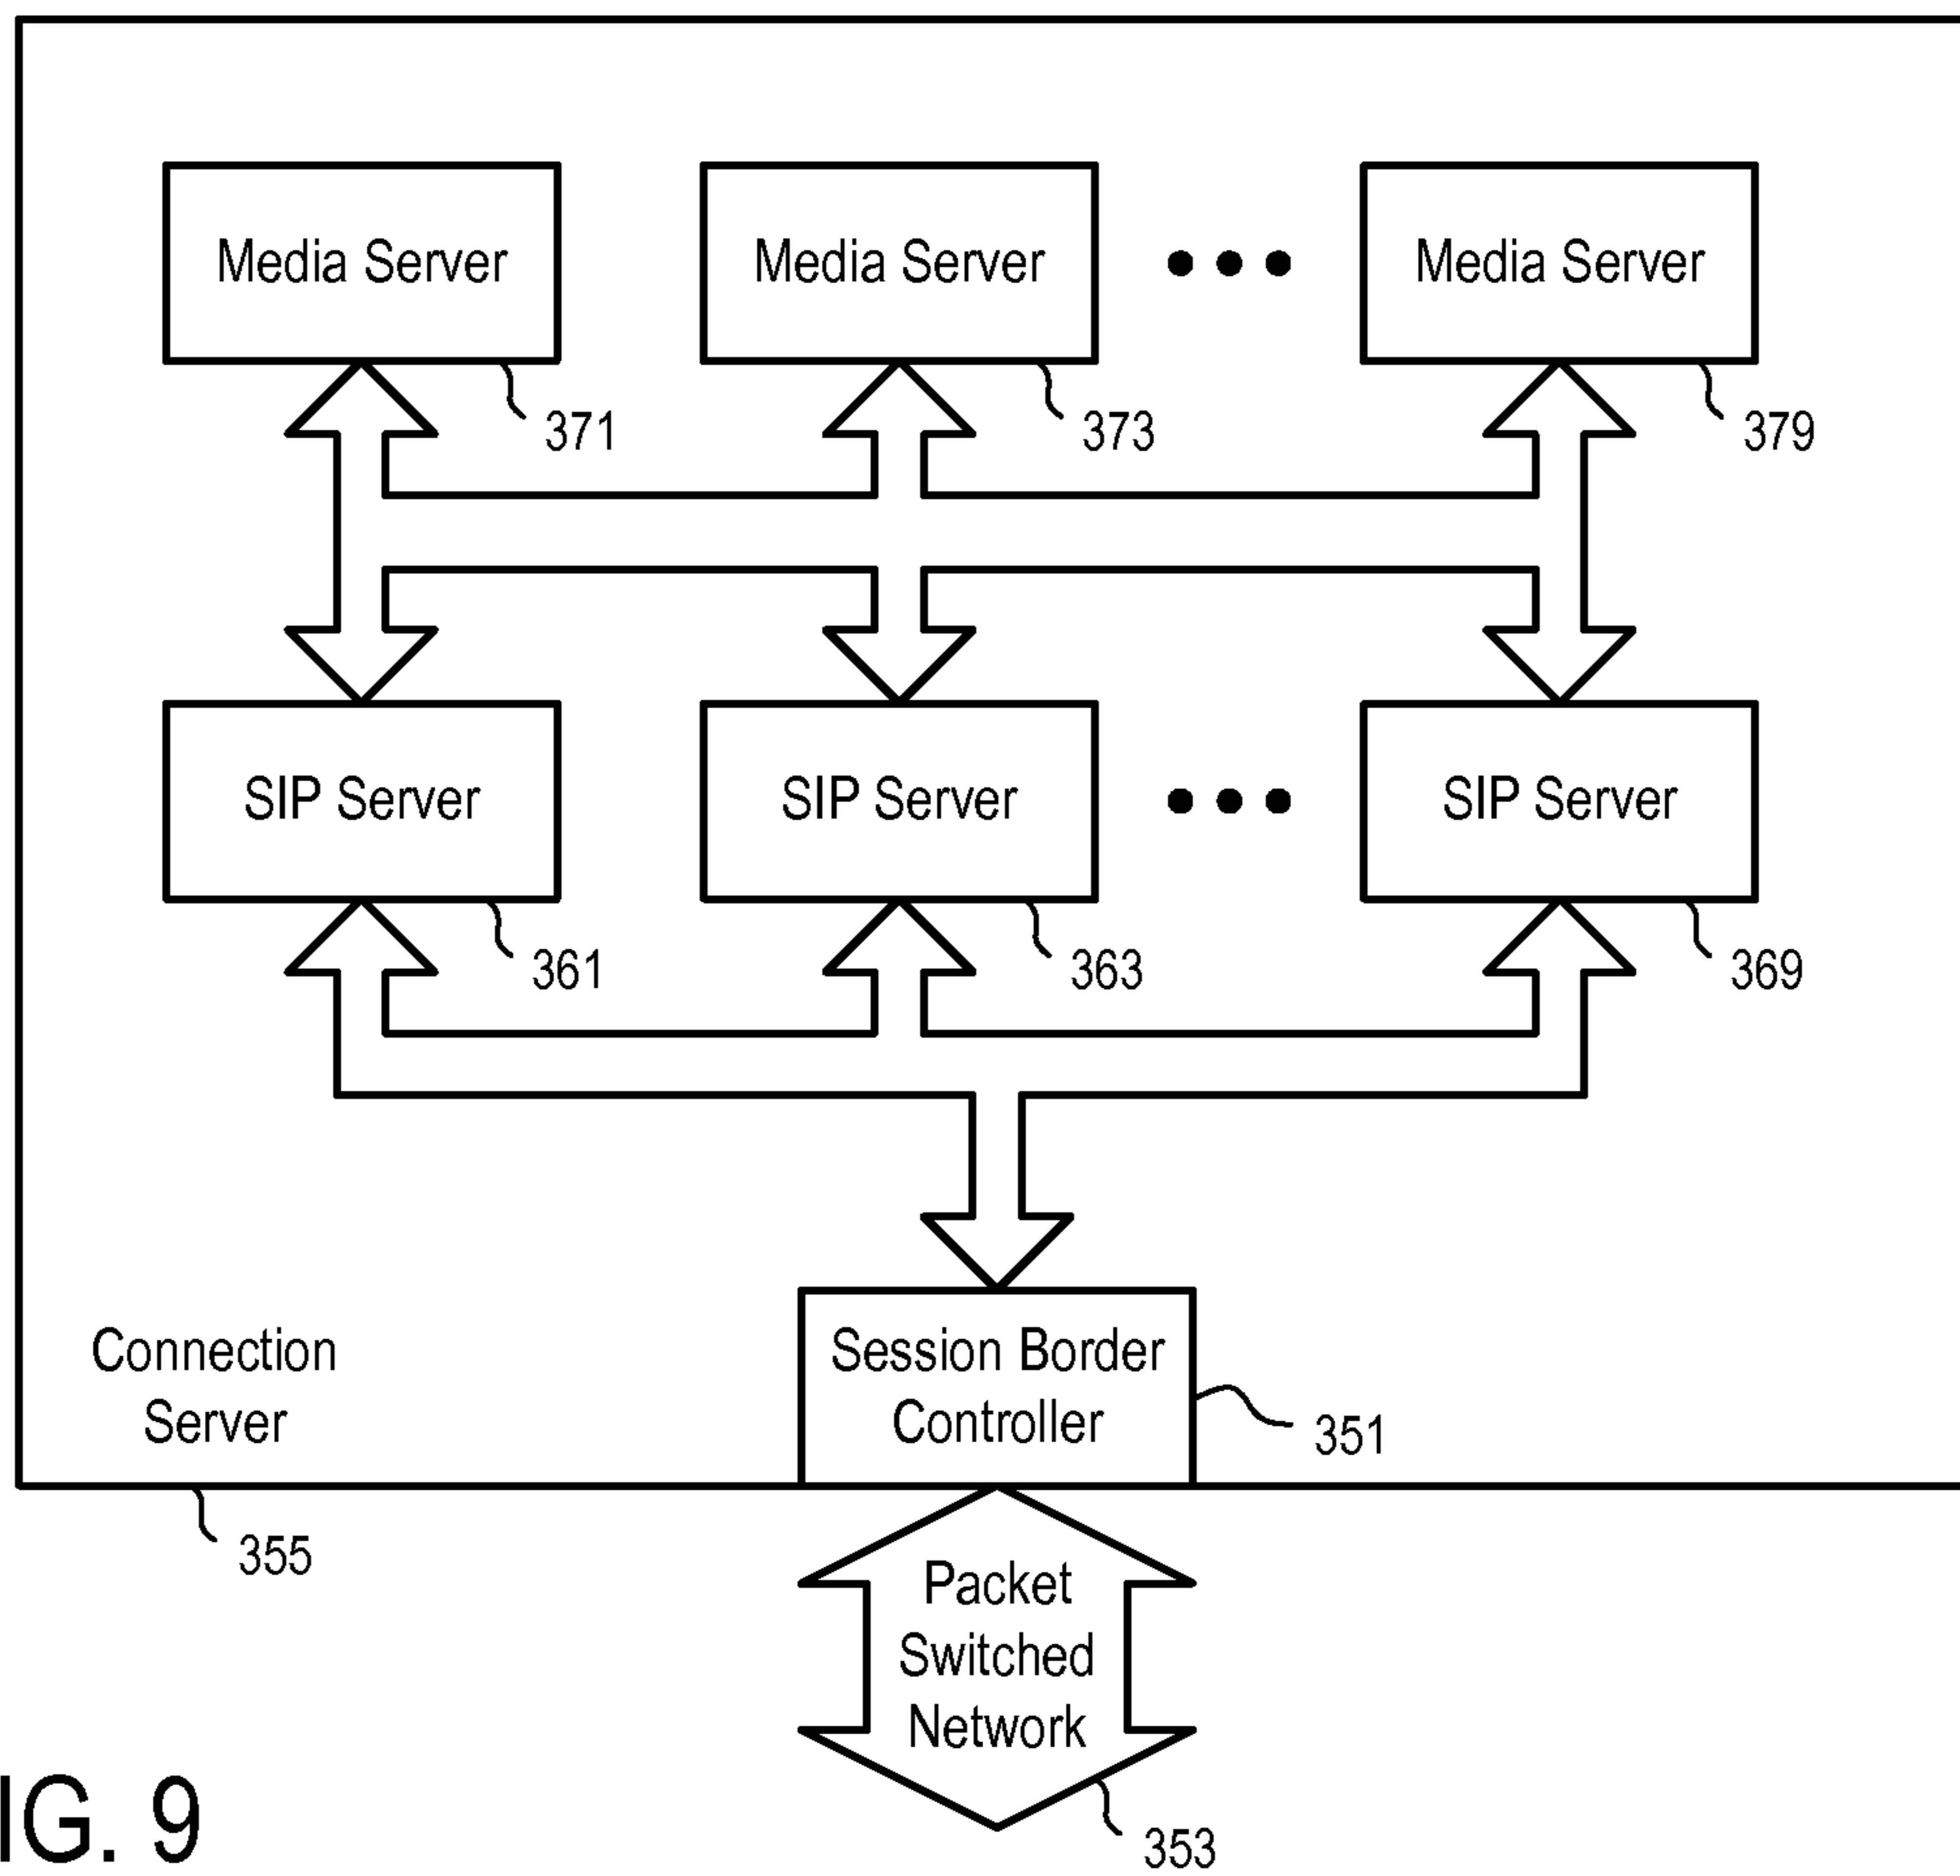 Media Server
Media Server
Media Server
371
373
379
SIP Server
SIP Server
SIP Server
361
363
369
Connection
Server
Session Border
Controller
351
355
Packet
Switched
Network
353
IG. 9